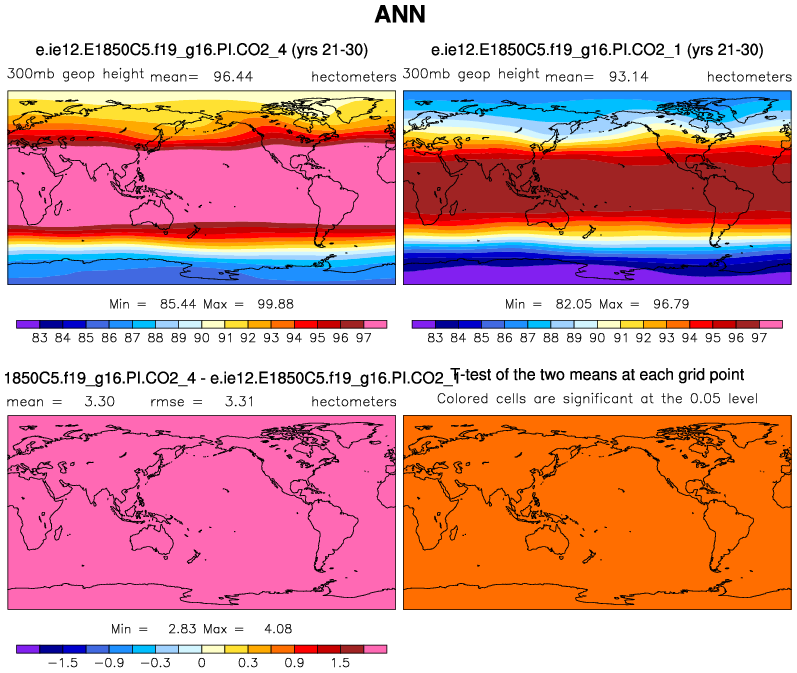 ANN
e.ie12.E1850C5.f19_g16.PI.CO2_4 (yrs 21-30)
300mb geop height mean= 96.44 hectometers
Min = 85.44 Max = 99.88
83 84 85 86 87 88 89 90 91 92 93 94 95 96 97
e.ie12.E1850C5.f19_g16.PI.CO2_1 (yrs 21-30)
300mb geop height mean= 93.14 hectometers
Min = 82.05 Max = 96.79
83 84 85 86 87 88 89 90 91 92 93 94 95 96 97
1850C5.f19_g16.PI.CO2_4 - e.ie12.E1850C5.f19_g16.PI.CO2_1
mean = 3.30 rmse = 3.31 hectometers
Min = 2.83 Max = 4.08
-1.5 -0.9 -0.3 0 0.3 0.9 1.5
T-test of the two means at each grid point
Colored cells are significant at the 0.05 level